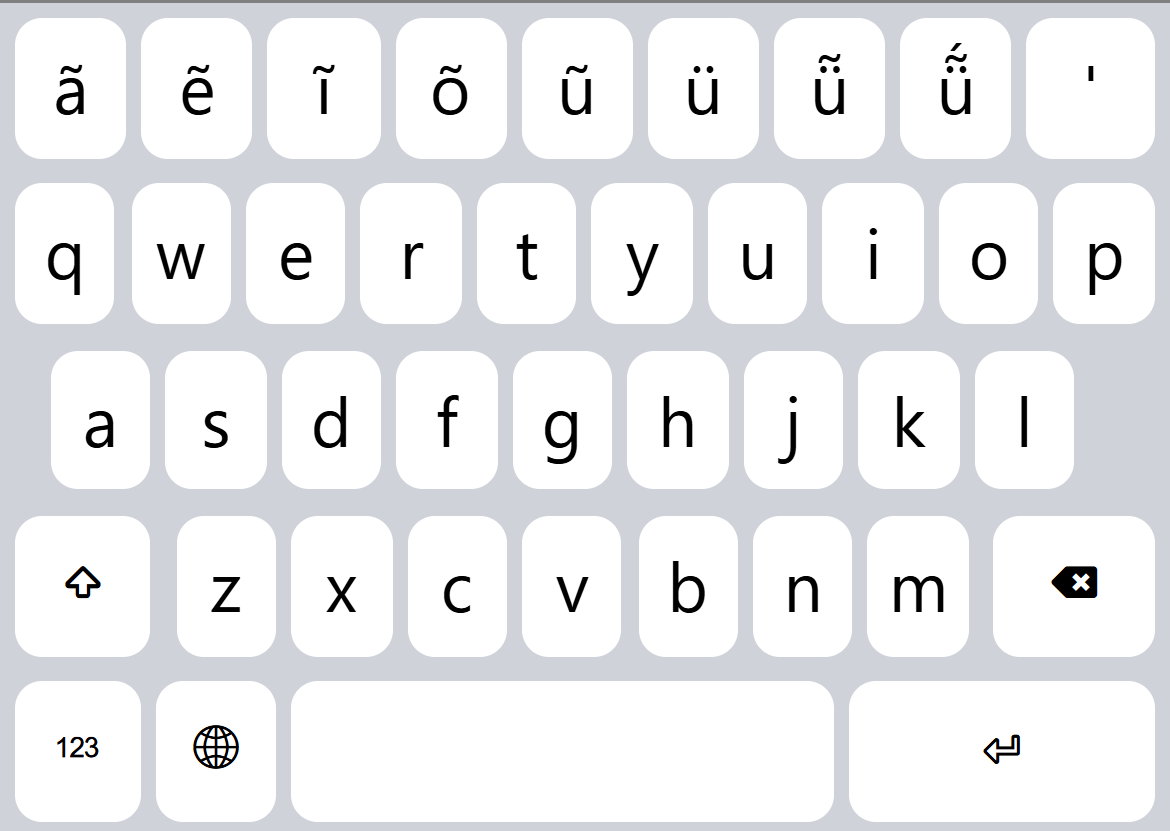 ã ẽ ĩ õ ũ ü ü̃ ǘ̃ '
q w e r t y u i o p
a s d f g h j k l
z x c v b n m
123